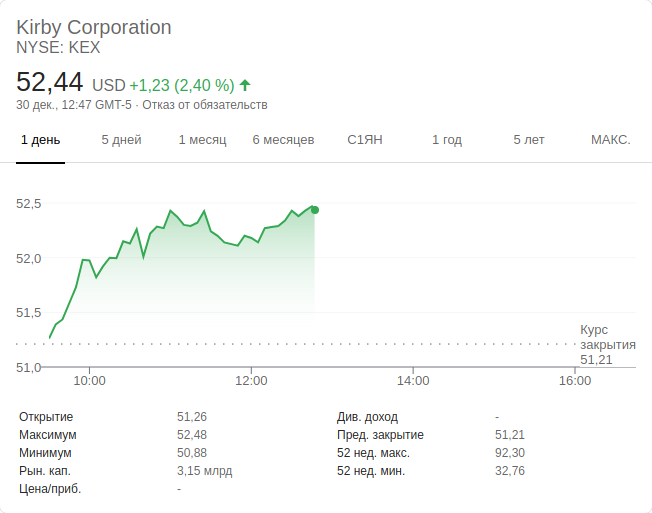 Kirby Corporation
NYSE: KEX
52,44 USD +1,23 (2,40 %)
30 дек., 12:47 GMT-5 · Отказ от обязательств
1 день 5 дней 1 месяц 6 месяцев С1ЯН 1 год 5 лет МАКС.
52,5
52,0
51,5
Курс
закрытия
51,21
51,0
10:00 12:00 14:00 16:00
Открытие 51,26 Див. доход -
Максимум 52,48 Пред. закрытие 51,21
Минимум 50,88 52 нед. макс. 92,30
Рын. кап. 3,15 млрд 52 нед. мин. 32,76
Цена/приб. -